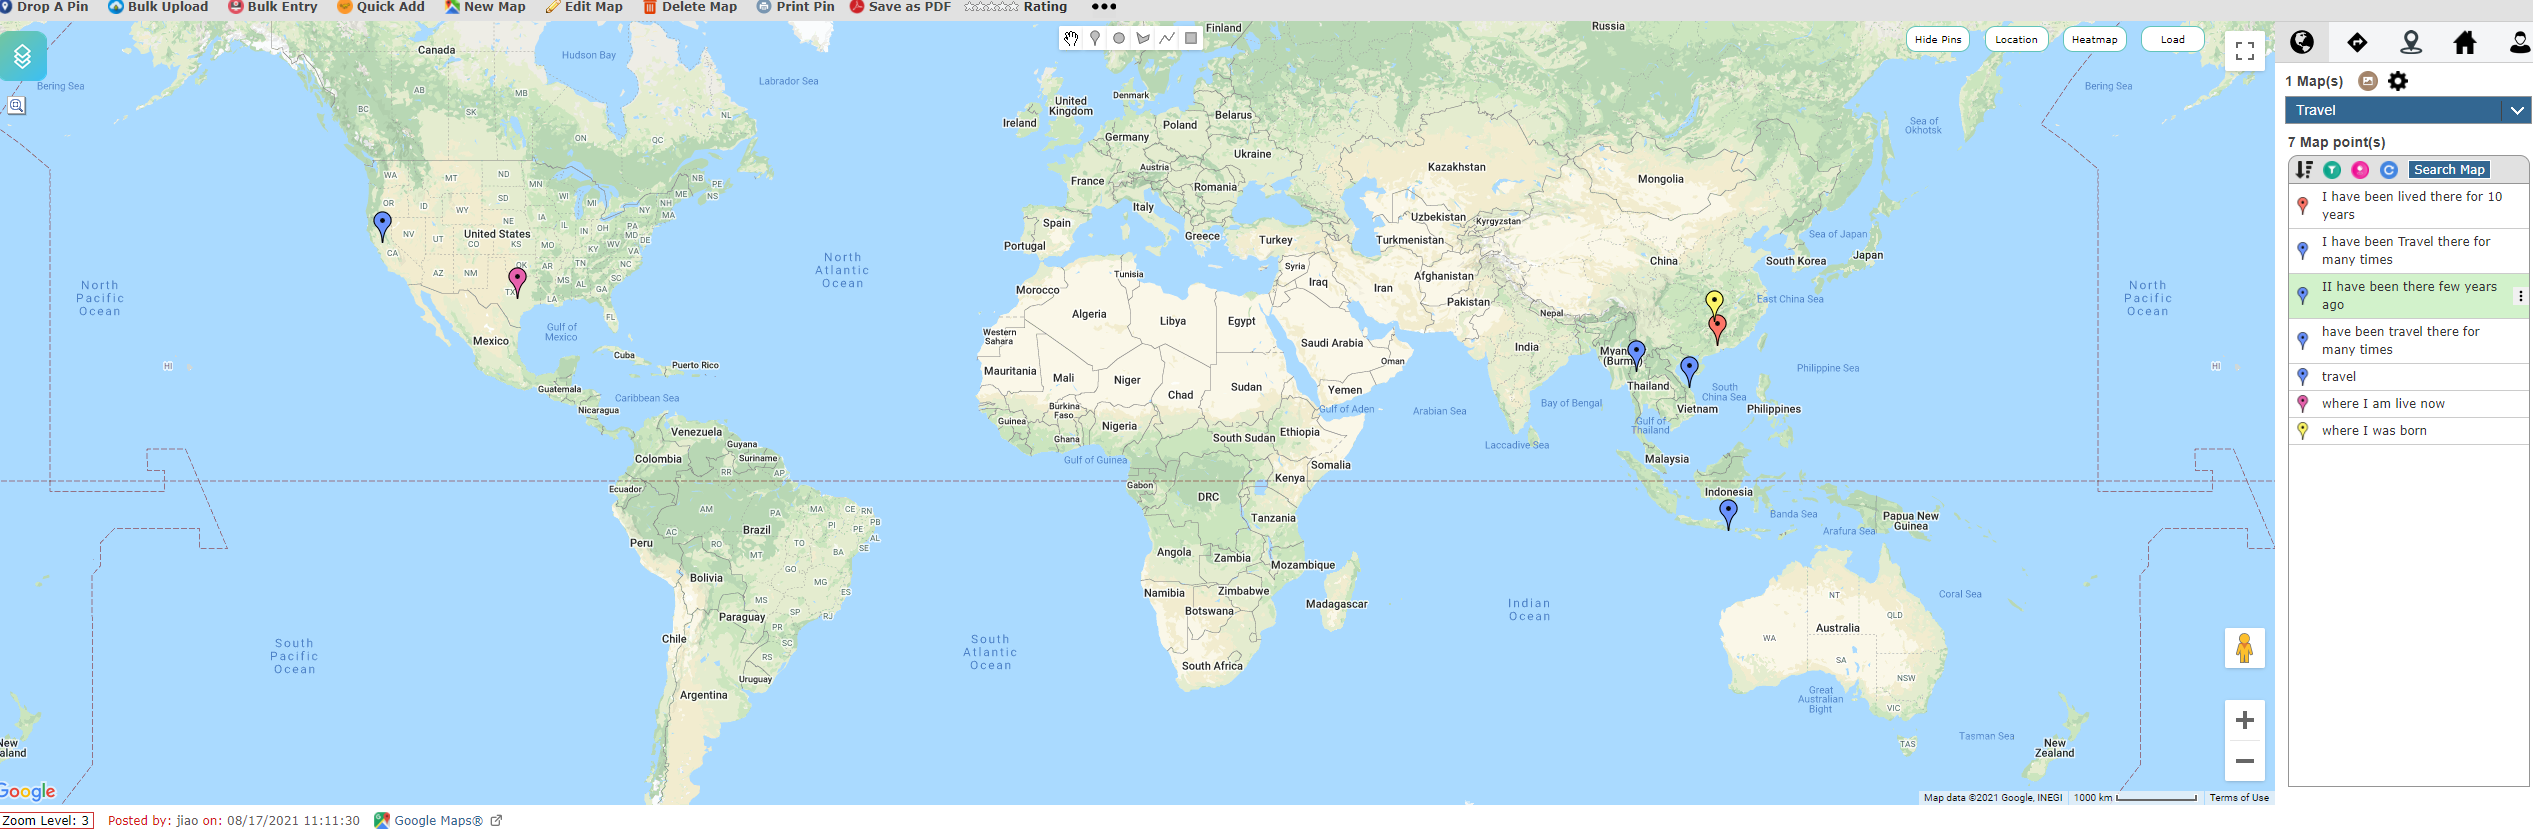 Drop A Pin Bulk Upload Bulk Entry Quick Add New Map Edit Map Delete Map Print Pin Save as PDF Rating
Hide Pins Location Heatmap Load
1 Map(s)
Travel
7 Map point(s)
Search Map
I have been lived there for 10
years
I have been Travel there for
many times
II have been there few years
ago
have been travel there for
many times
travel
where I am live now
where I was born
Finland
Russia
Canada
Hudson Bay
Bering Sea
Labrador Sea
Bering Sea
AB
MB
BC
SK
NL
ON
QC
Denmark
United
Kingdom
Ireland
Belarus
Poland
Germany
Sea of
Okhotsk
Ukraine
Kazakhstan
Mongolia
Austria
France
Romania
WA
MT
ND
MN
NB
PE
NS
ME
OR
ID
WY
SD
WI
MI
NY
NH
MA
Italy
Spain
Uzbekistan
Kyrgyzstan
NV
UT
NE
IA
IL
IN
OH
PA
MD
DE
United States
CO
KS
MO
KY
WV
VA
Portugal
Greece
Turkey
Turkmenistan
Sea of Japan
Japan
South Korea
China
CA
AZ
NM
OK
AR
TN
NC
SC
MS
AL
GA
TX
LA
FL
North
Atlantic
Ocean
Tunisia
Syria
Iraq
Iran
Afghanistan
Pakistan
Morocco
North
Pacific
Ocean
North
Pacific
Ocean
East China Sea
Nepal
Algeria
Libya
Egypt
Gulf of
Mexico
Mexico
Western
Sahara
Saudi Arabia
India
Oman
Cuba
Puerto Rico
HI
HI
Mauritania
Mali
Niger
Chad
Sudan
Yemen
Thailand
South
China Sea
Philippine Sea
Guatemala
Caribbean Sea
Nicaragua
Burkina
Faso
Gulf of Aden
Arabian Sea
Bay of Bengal
Vietnam
Philippines
Guinea
Ghana
Nigeria
South Sudan
Ethiopia
Gulf of
Thailand
Laccadive Sea
Venezuela
Guyana
Suriname
Colombia
Gulf of Guinea
Somalia
Malaysia
RR
AP
Ecuador
Gabon
DRC
Kenya
Indonesia
AM
PA
MA
CE
RN
PB
PE
AL
SE
PI
Tanzania
Banda Sea
Arafura Sea
Papua New
Guinea
Brazil
AC
RO
TO
BA
MT
Peru
Angola
Zambia
Mozambique
GO
MG
ES
Bolivia
Namibia
Zimbabwe
Botswana
Madagascar
Indian
Ocean
NT
Coral Sea
QLD
MS
SP
RJ
Paraguay
PR
SC
RS
Chile
Australia
WA
SA
NSW
VIC
South
Pacific
Ocean
South
Atlantic
Ocean
South Africa
Uruguay
Argentina
Great
Australian
Bight
Tasman Sea
TAS
New
Zealand
Google
Map data ©2021 Google, INEGI 1000 km Terms of Use
Zoom Level: 3 Posted by: jiao on: 08/17/2021 11:11:30 Google Maps®